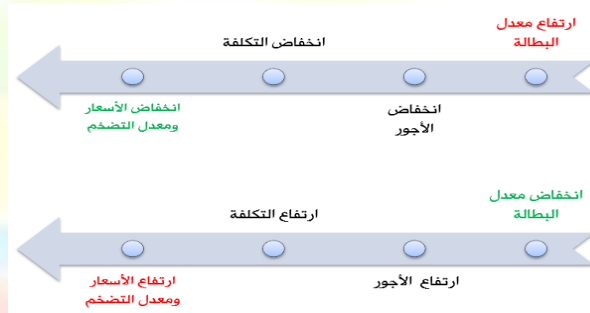 ارتفاع معدل
البطالة
انخفاض الأجور
انخفاض التكلفة
انخفاض الأسعار
ومعدل التضخم
انخفاض معدل
البطالة
ارتفاع الأجور
ارتفاع التكلفة
ارتفاع الأسعار
ومعدل التضخم